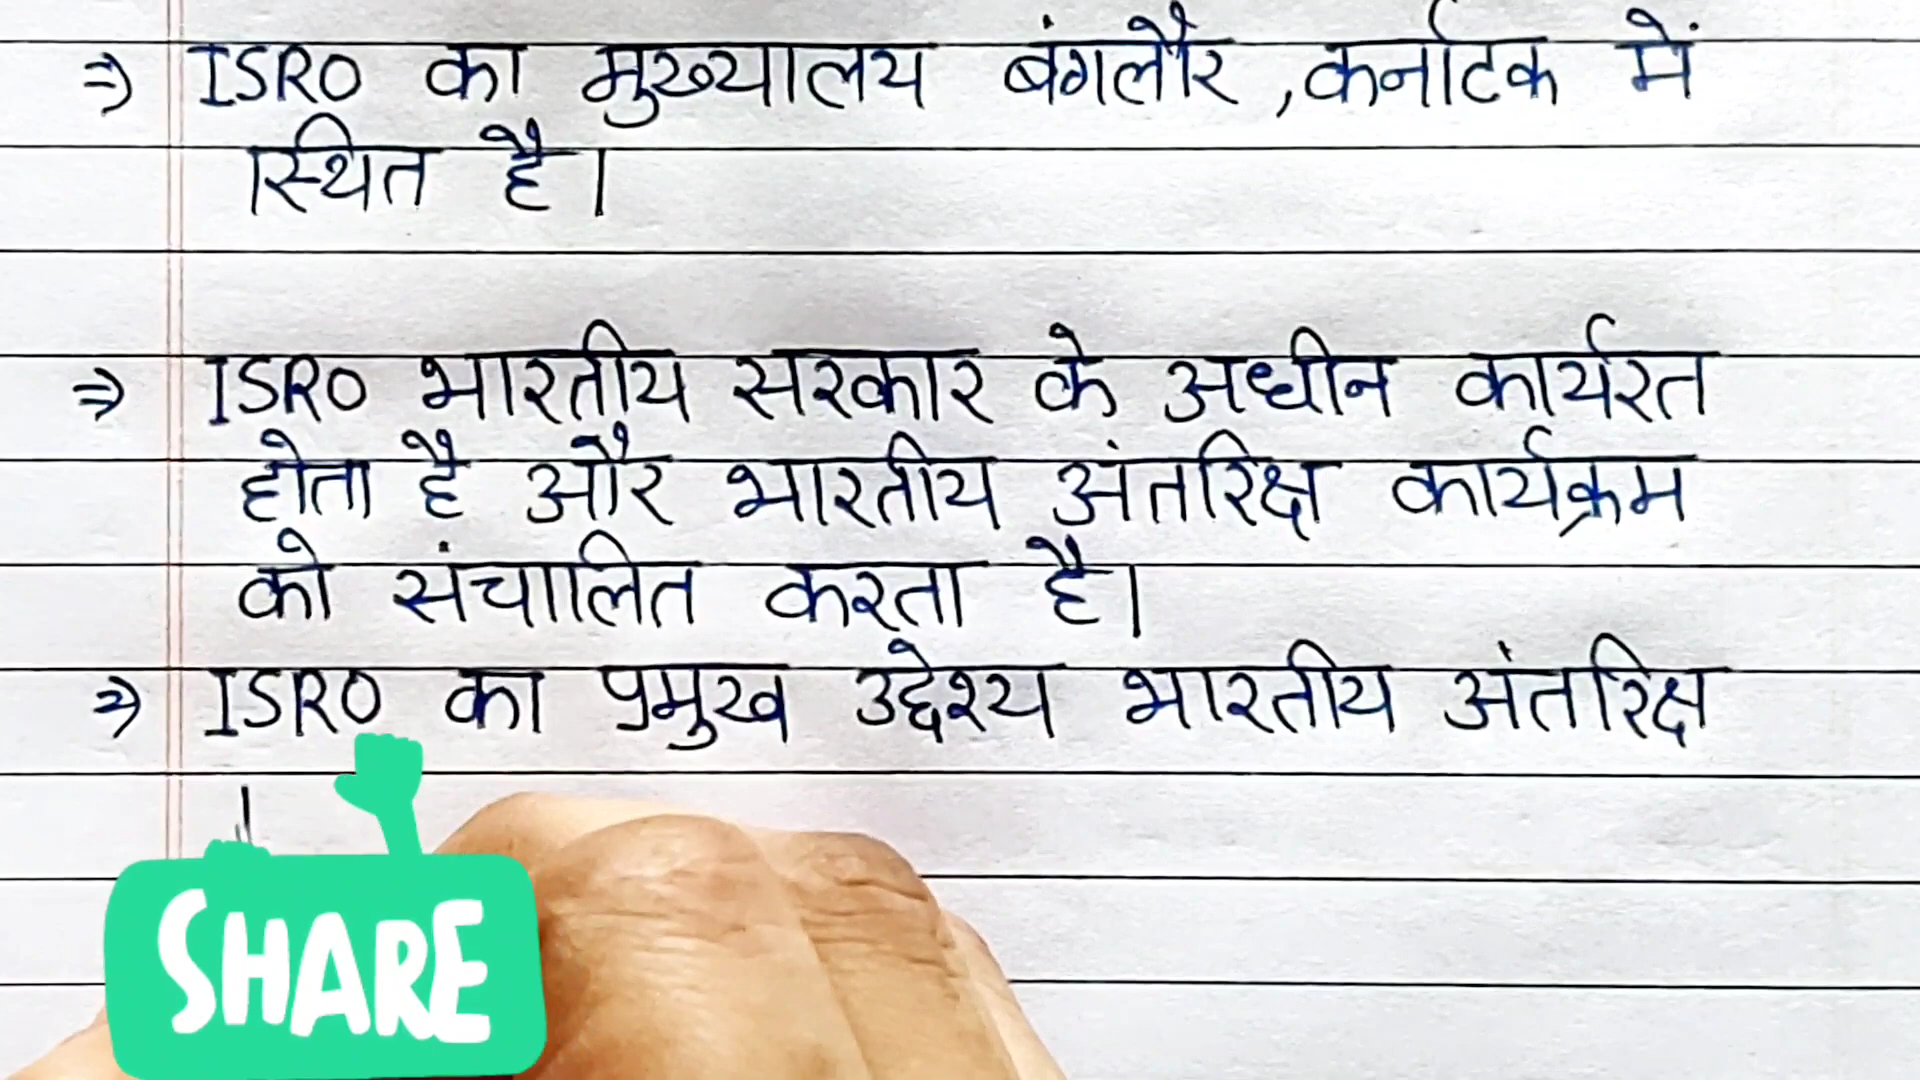 ⇒ ISRO का मुख्यालय बंगलौर, कर्नाटक में
स्थित है।
⇒ ISRO भारतीय सरकार के अधीन कार्यरत
होता है और भारतीय अंतरिक्ष कार्यक्रम
को संचालित करता है।
⇒ ISRO का प्रमुख उद्देश्य भारतीय अंतरिक्ष
SHARE